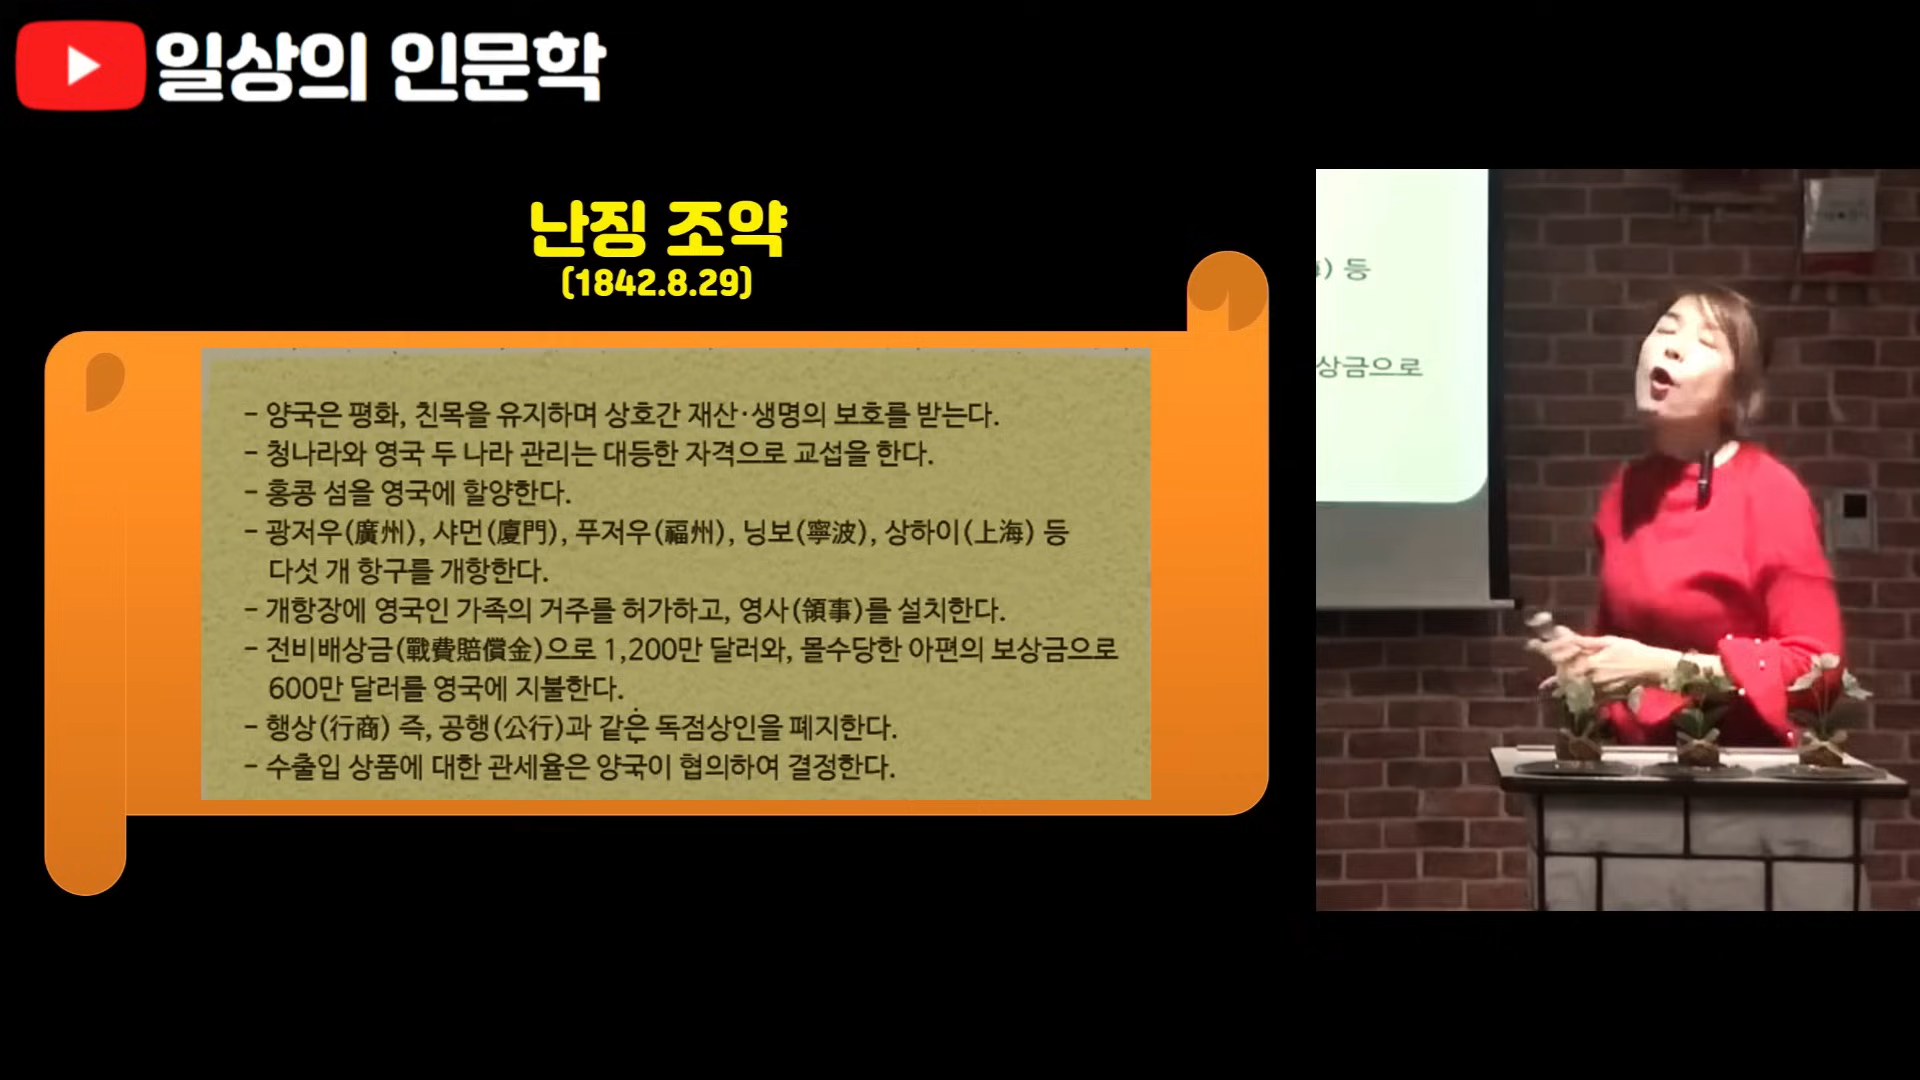 일상의 인문학
난징 조약
(1842.8.29)
- 양국은 평화, 친목을 유지하며 상호간 재산·생명의 보호를 받는다.
- 청나라와 영국 두 나라 관리는 대등한 자격으로 교섭을 한다.
- 홍콩 섬을 영국에 할양한다.
- 광저우(廣州), 샤먼(廈門), 푸저우(福州), 닝보(寧波), 상하이(上海) 등
다섯 개 항구를 개항한다.
- 개항장에 영국인 가족의 거주를 허가하고, 영사(領事)를 설치한다.
- 전비배상금(戰費賠償金)으로 1,200만 달러와, 몰수당한 아편의 보상금으로
600만 달러를 영국에 지불한다.
- 행상(行商) 즉, 공행(公行)과 같은 독점상인을 폐지한다.
- 수출입 상품에 대한 관세율은 양국이 협의하여 결정한다.
) 등
상금으로